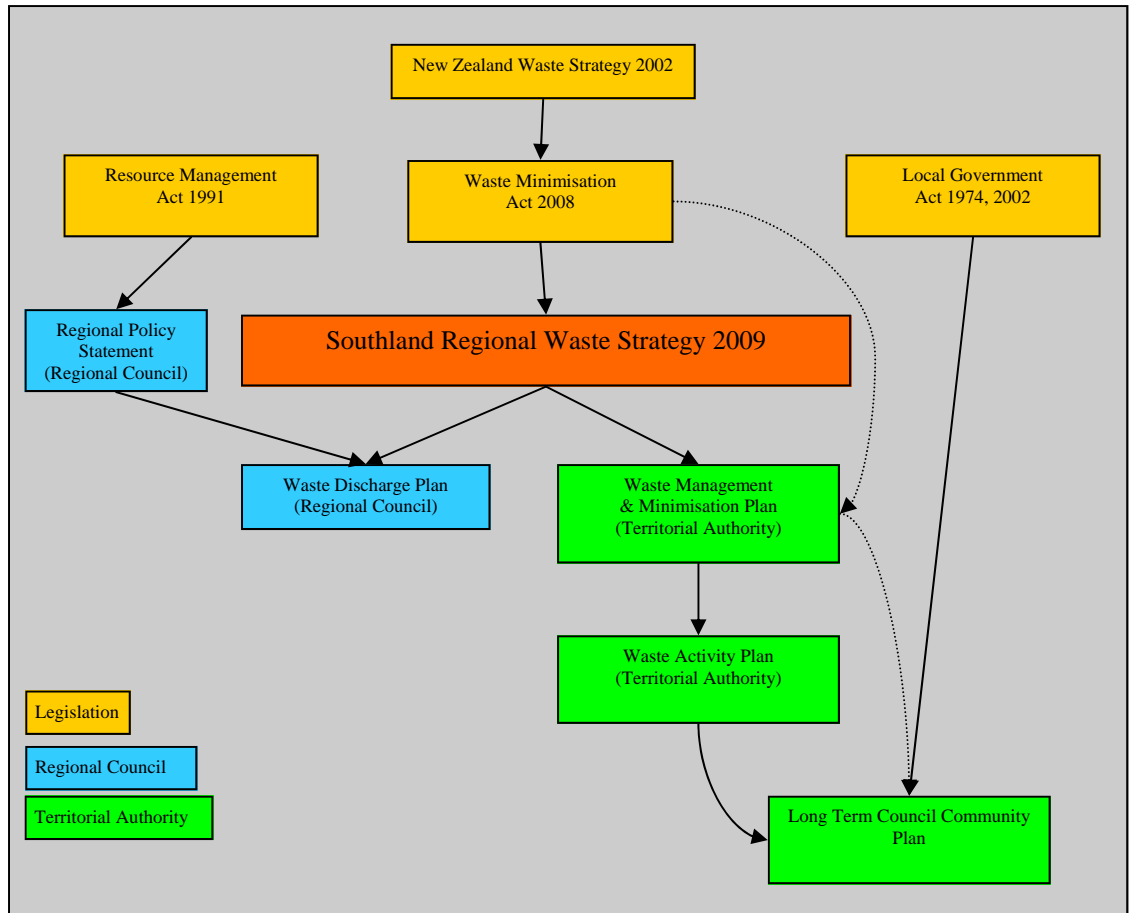 New Zealand Waste Strategy 2002
Resource Management
Act 1991
Waste Minimisation
Act 2008
Local Government
Act 1974, 2002
Regional Policy
Statement
(Regional Council)
Southland Regional Waste Strategy 2009
Waste Discharge Plan
(Regional Council)
Waste Management
& Minimisation Plan
(Territorial Authority)
Waste Activity Plan
(Territorial Authority)
Legislation
Regional Council
Territorial Authority
Long Term Council Community
Plan